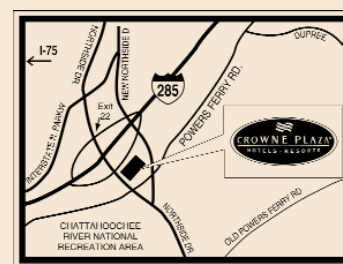 I-75
NORTHSIDE DR.
NEW NORTHSIDE D
DUPREE
285
POWERS FERRY RD.
Exit
22
INTERSTATE N. PARKW
CROWNE PLAZA
HOTELS · RESORTS
CHATTAHOOCHEE
RIVER NATIONAL
RECREATION AREA
NORTHSIDE DR
OLD POWERS FERRY RD